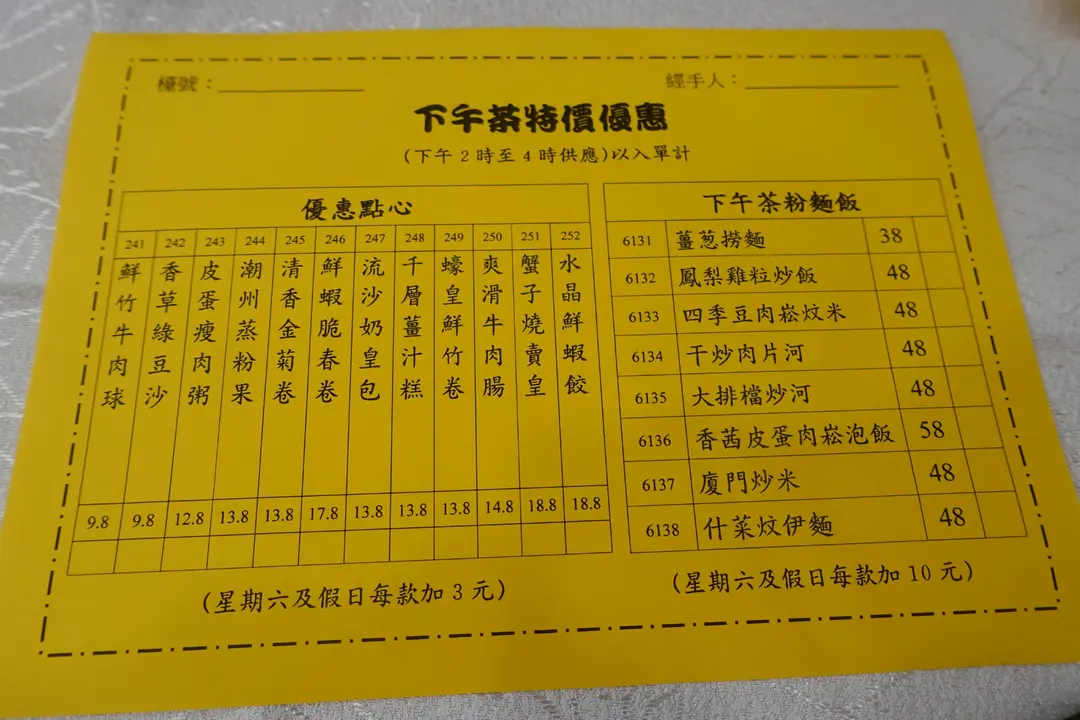 檯號：
經手人：
下午茶特價優惠
(下午 2 時至 4 時供應)以入單計
優惠點心
241 242 243 244 245 246 247 248 249 250 251 252
鮮竹牛肉球
香草綠豆沙
皮蛋瘦肉粥
潮州蒸粉果
清香金菊卷
鮮蝦脆春卷
流沙奶皇包
千層薑汁糕
蠔皇鮮竹卷
爽滑牛肉腸
蟹子燒賣皇
水晶鮮蝦餃
9.8 9.8 12.8 13.8 13.8 17.8 13.8 13.8 13.8 14.8 18.8 18.8
(星期六及假日每款加 3 元)
下午茶粉麵飯
6131 薑葱撈麵 38
6132 鳳梨雞粒炒飯 48
6133 四季豆肉崧炆米 48
6134 干炒肉片河 48
6135 大排檔炒河 48
6136 香茜皮蛋肉崧泡飯 58
6137 廈門炒米 48
6138 什菜炆伊麵 48
(星期六及假日每款加 10 元)